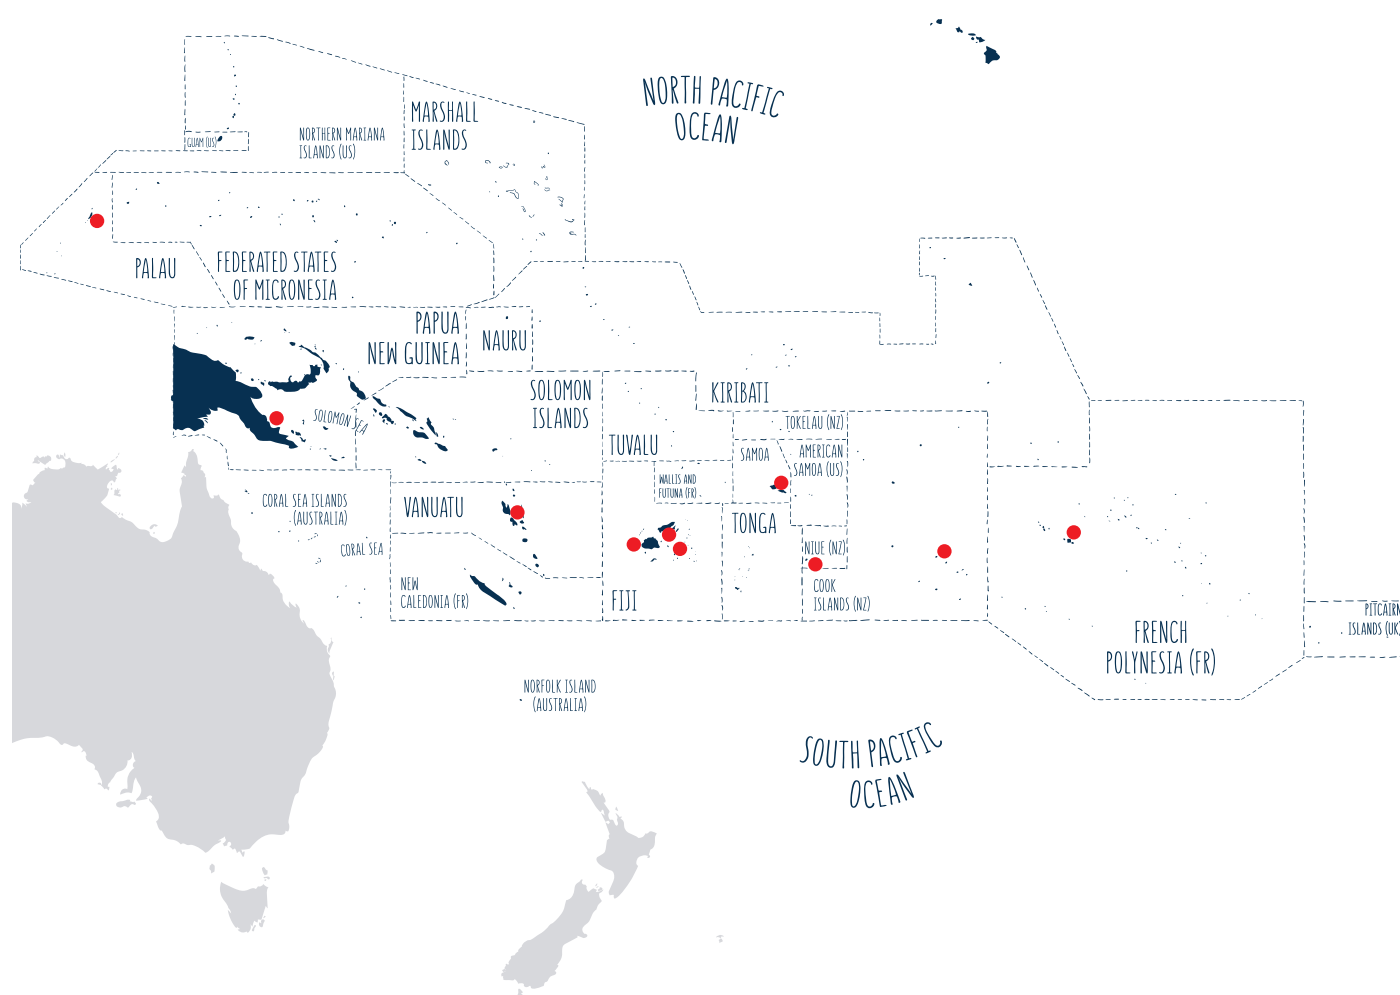 NORTH PACIFIC
OCEAN
MARSHALL
ISLANDS
NORTHERN MARIANA
ISLANDS (US)
GUAM (US)
PALAU
FEDERATED STATES
OF MICRONESIA
PAPUA
NEW GUINEA
NAURU
SOLOMON
ISLANDS
KIRIBATI
SOLOMON SEA
TUVALU
TOKELAU (NZ)
SAMOA
AMERICAN
SAMOA (US)
WALLIS AND
FUTUNA (FR)
CORAL SEA ISLANDS
(AUSTRALIA)
VANUATU
TONGA
CORAL SEA
NIUE (NZ)
NEW
CALEDONIA (FR)
FIJI
COOK
ISLANDS (NZ)
FRENCH
POLYNESIA (FR)
PITCAIRN
ISLANDS (UK
NORFOLK ISLAND
(AUSTRALIA)
SOUTH PACIFIC
OCEAN